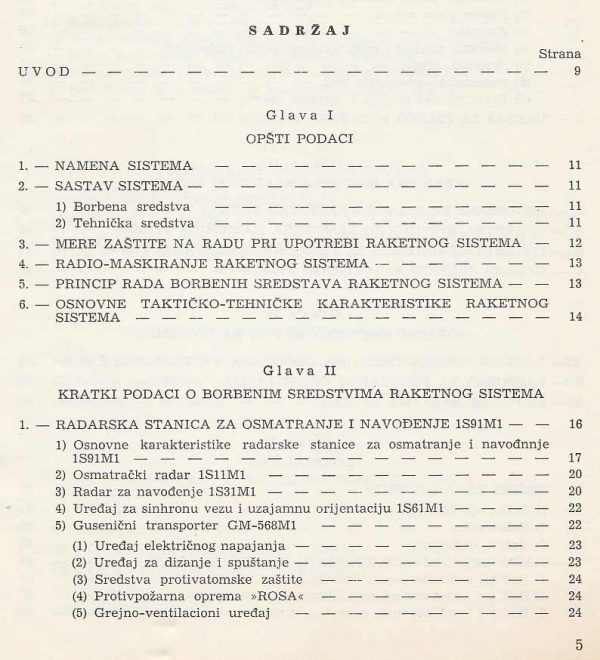 SADRŽAJ
Strana
UVOD — — — — — — — — — — — — — — — — — 9
Glava I
OPŠTI PODACI
1. — NAMENA SISTEMA — — — — — — — — — — — 11
2. — SASTAV SISTEMA — — — — — — — — — — — — 11
1) Borbena sredstva — — — — — — — — — — — 11
2) Tehnička sredstva — — — — — — — — — — — 11
3. — MERE ZAŠTITE NA RADU PRI UPOTREBI RAKETNOG SISTEMA — 12
4. — RADIO-MASKIRANJE RAKETNOG SISTEMA — — — — — — 13
5. — PRINCIP RADA BORBENIH SREDSTAVA RAKETNOG SISTEMA — — 13
6. — OSNOVNE TAKTIČKO-TEHNIČKE KARAKTERISTIKE RAKETNOG
SISTEMA — — — — — — — — — — — — — — 14
Glava II
KRATKI PODACI O BORBENIM SREDSTVIMA RAKETNOG SISTEMA
1. — RADARSKA STANICA ZA OSMATRANJE I NAVOĐENJE 1S91M1 — — 16
1) Osnovne karakteristike radarske stanice za osmatranje i navođnnje
1S91M1 — — — — — — — — — — — — — — 17
2) Osmatrački radar 1S11M1 — — — — — — — — — 20
3) Radar za navođenje 1S31M1 — — — — — — — — — 20
4) Uređaj za sinhronu vezu i uzajamnu orijentaciju 1S61M1 — — — 22
5) Gusenični transporter GM-568M1 — — — — — — — — 22
(1) Uređaj električnog napajanja — — — — — — — — 23
(2) Uređaj za dizanje i spuštanje — — — — — — — — 23
(3) Sredstva protivatomske zaštite — — — — — — — — 24
(4) Protivpožarna oprema »ROSA« — — — — — — — — 24
(5) Grejno-ventilacioni uređaj — — — — — — — — — 24
5